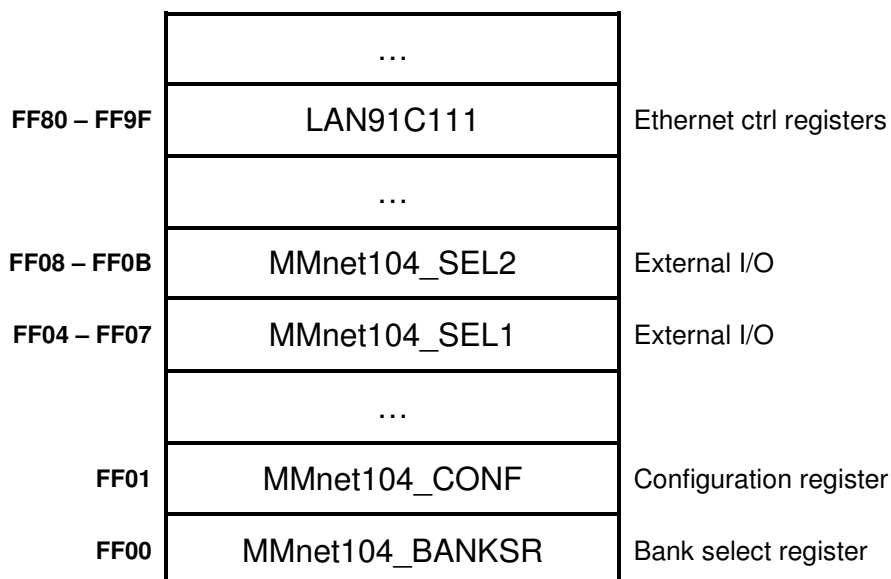 …
FF80 – FF9F LAN91C111 Ethernet ctrl registers
…
FF08 – FF0B MMnet104_SEL2 External I/O
FF04 – FF07 MMnet104_SEL1 External I/O
…
FF01 MMnet104_CONF Configuration register
FF00 MMnet104_BANKSR Bank select register